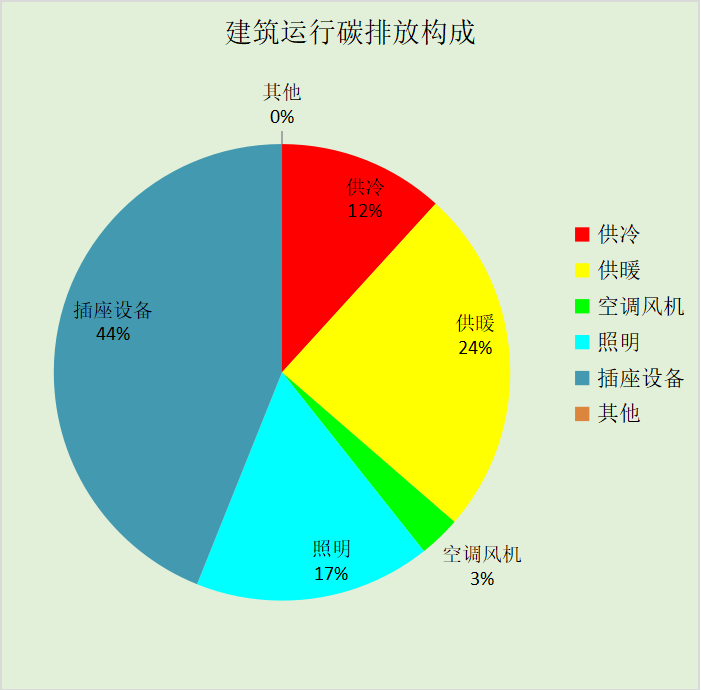 建筑运行碳排放构成
其他
0%
供冷
12%
供暖
24%
空调风机
3%
照明
17%
插座设备
44%
供冷
供暖
空调风机
照明
插座设备
其他